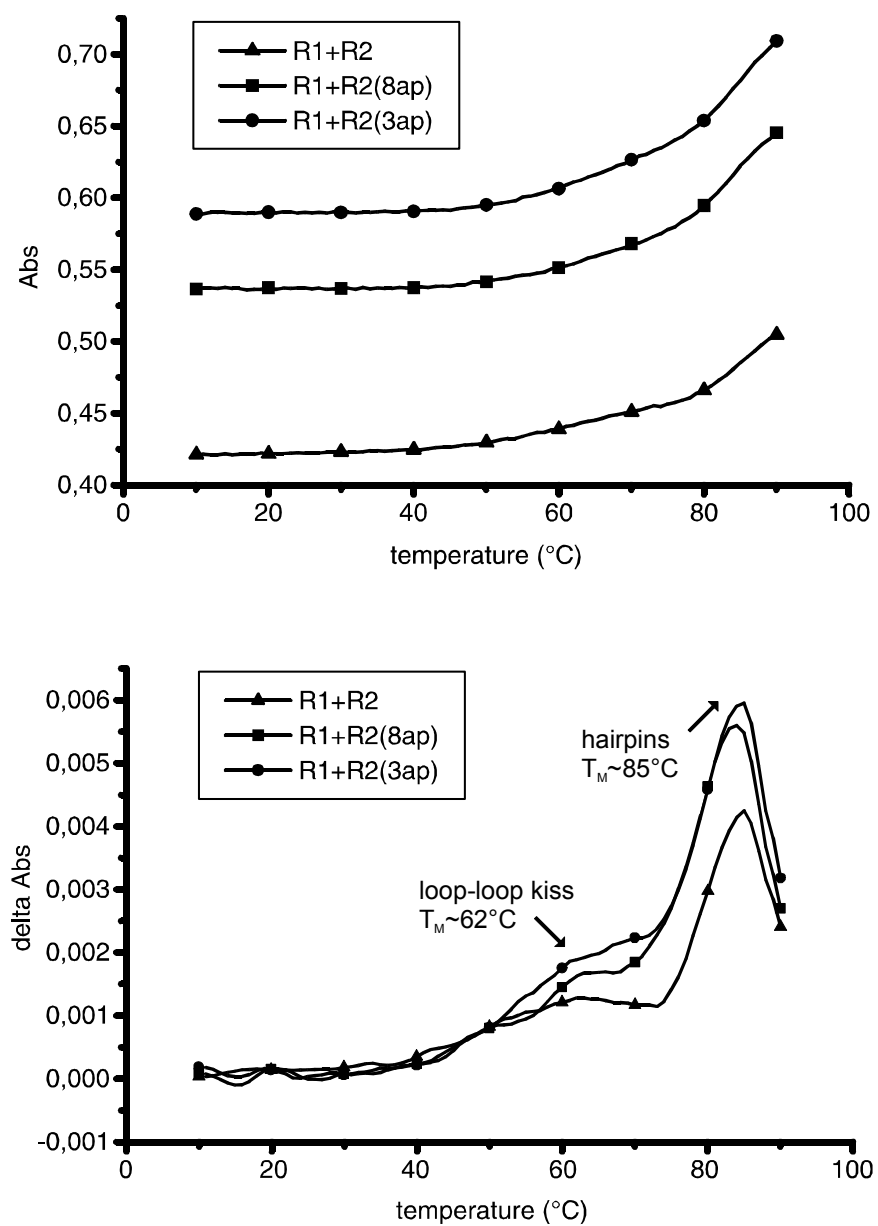 0,70
0,65
0,60
0,55
0,50
0,45
0,40
Abs
R1+R2
R1+R2(8ap)
R1+R2(3ap)
0 20 40 60 80 100
temperature (°C)
0,006
0,005
0,004
0,003
0,002
0,001
0,000
-0,001
delta Abs
R1+R2
R1+R2(8ap)
R1+R2(3ap)
hairpins
TM~85°C
loop-loop kiss
TM~62°C
0 20 40 60 80 100
temperature (°C)